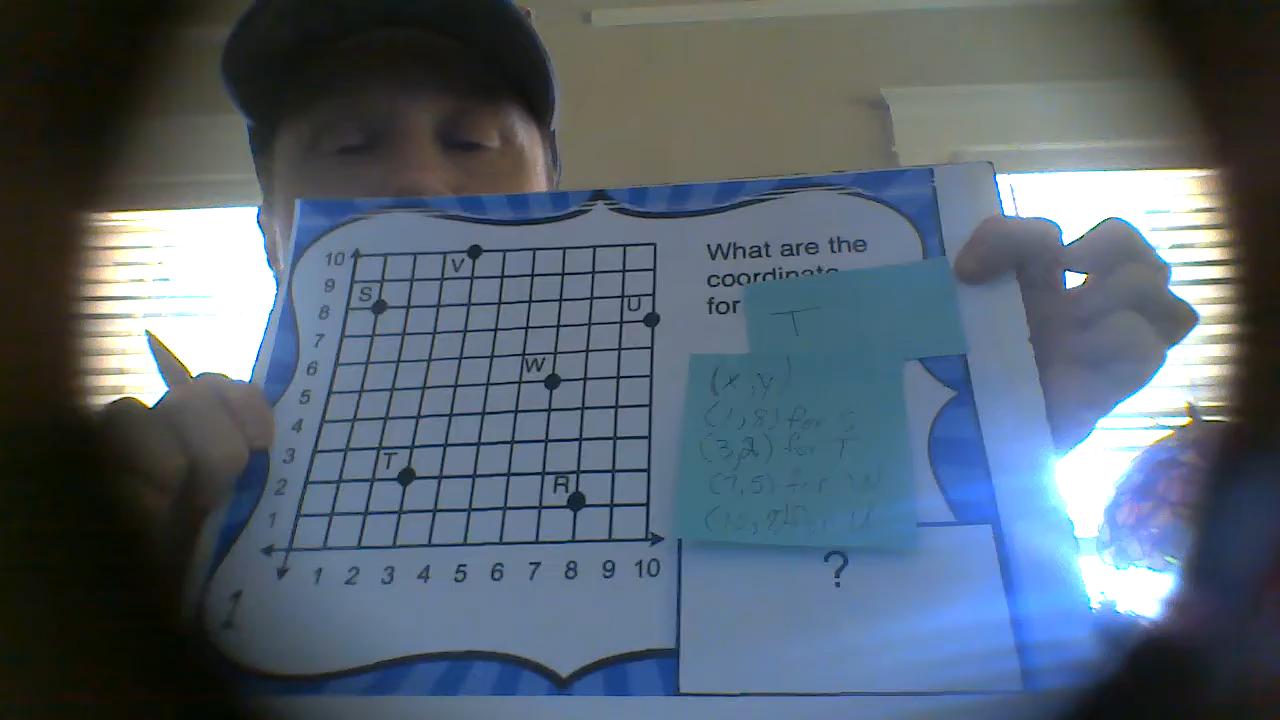 What are the
coordinate
for
T
(x,y)
(1,8) for S
(3,2) for T
(7,5) for W
for U
?
10
9
8
7
6
5
4
3
2
1
V
S
U
W
T
R
1 2 3 4 5 6 7 8 9 10
1